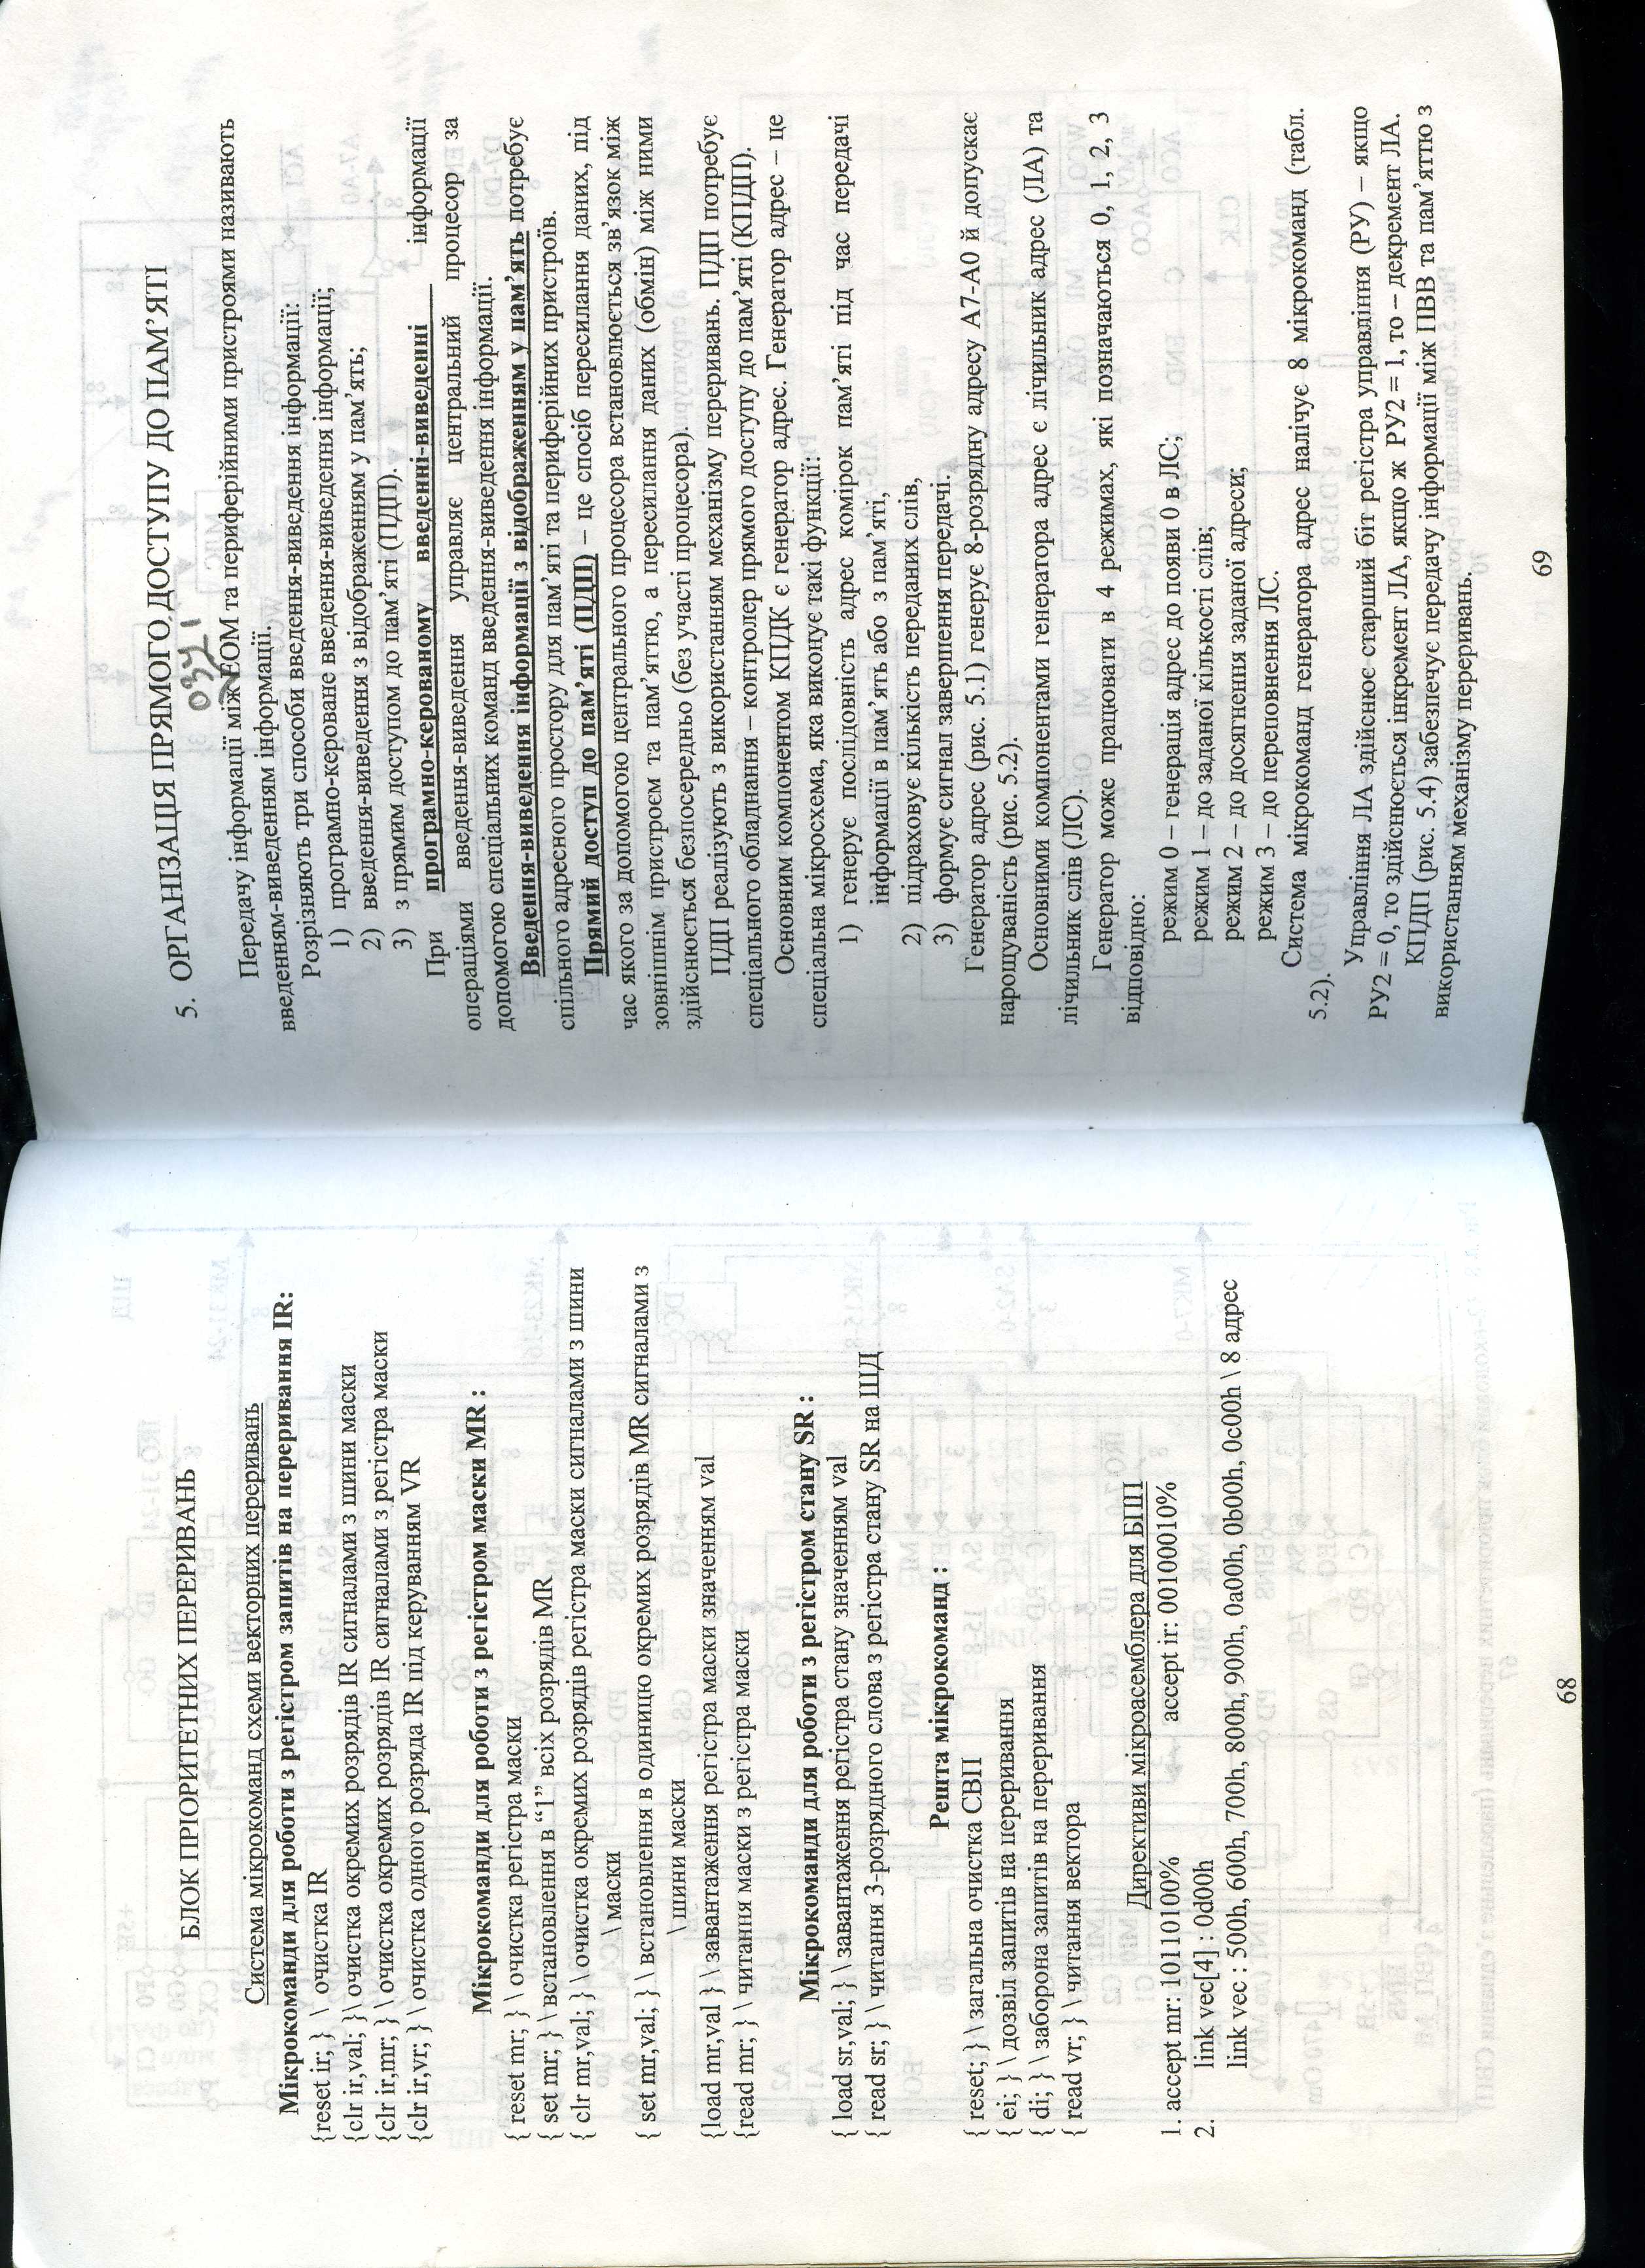 БЛОК ПРІОРИТЕТНИХ ПЕРЕРИВАНЬ
Система мікрокоманд схеми векторних переривань
Мікрокоманди для роботи з регістром запитів на переривання IR:
{reset ir; } \ очистка IR
{clr ir,val; }\ очистка окремих розрядів IR сигналами з шини маски
{clr ir,mr; } \ очистка окремих розрядів IR сигналами з регістра маски
{clr ir,vr; } \ очистка одного розряда IR під керуванням VR
Мікрокоманди для роботи з регістром маски MR :
{ reset mr; } \ очистка регістра маски
{ set mr; } \ встановлення в “1” всіх розрядів MR
{ clr mr,val; } \ очистка окремих розрядів регістра маски сигналами з шини
\ маски
{ set mr,val; } \ встановлення в одиницю окремих розрядів MR сигналами з
\ шини маски
{load mr,val } \ завантаження регістра маски значенням val
{read mr; } \ читання маски з регістра маски
Мікрокоманди для роботи з регістром стану SR :
{ load sr,val; } \ завантаження регістра стану значенням val
{ read sr; } \ читання 3-розрядного слова з регістра стану SR на ШД
Решта мікрокоманд :
{ reset; } \ загальна очистка СВП
{ ei; } \ дозвіл запитів на переривання
{ di; } \ заборона запитів на переривання
{ read vr; } \ читання вектора
Директиви мікроасемблера для БПП
1. accept mr: 10110100% accept ir: 00100010%
2. link vec[4] : 0d00h
link vec : 500h, 600h, 700h, 800h, 900h, 0a00h, 0b00h, 0c00h \ 8 адрес
68
5. ОРГАНІЗАЦІЯ ПРЯМОГО ДОСТУПУ ДО ПАМ’ЯТІ
ОЗУ
Передачу інформації між ЕОМ та периферійними пристроями називають
введенням-виведенням інформації.
Розрізняють три способи введення-виведення інформації:
1) програмно-кероване введення-виведення інформації;
2) введення-виведення з відображенням у пам’ять;
3) з прямим доступом до пам’яті (ПДП).
При програмно-керованому введенні-виведенні інформації
операціями введення-виведення управляє центральний процесор за
допомогою спеціальних команд введення-виведення інформації.
Введення-виведення інформації з відображенням у пам’ять потребує
спільного адресного простору для пам’яті та периферійних пристроїв.
Прямий доступ до пам’яті (ПДП) – це спосіб пересилання даних, під
час якого за допомогою центрального процесора встановлюється зв’язок між
зовнішнім пристроєм та пам’яттю, а пересилання даних (обмін) між ними
здійснюється безпосередньо (без участі процесора).
ПДП реалізують з використанням механізму переривань. ПДП потребує
спеціального обладнання – контролер прямого доступу до пам’яті (КПДП).
Основним компонентом КПДК є генератор адрес. Генератор адрес – це
спеціальна мікросхема, яка виконує такі функції:
1) генерує послідовність адрес комірок пам’яті під час передачі
інформації в пам’ять або з пам’яті,
2) підраховує кількість переданих слів,
3) формує сигнал завершення передачі.
Генератор адрес (рис. 5.1) генерує 8-розрядну адресу А7-А0 й допускає
нарощуваність (рис. 5.2).
Основними компонентами генератора адрес є лічильник адрес (ЛА) та
лічильник слів (ЛС).
Генератор може працювати в 4 режимах, які позначаються 0, 1, 2, 3
відповідно:
режим 0 – генерація адрес до появи 0 в ЛС;
режим 1 – до заданої кількості слів;
режим 2 – до досягнення заданої адреси;
режим 3 – до переповнення ЛС.
Система мікрокоманд генератора адрес налічує 8 мікрокоманд (табл.
5.2).
Управління ЛА здійснює старший біт регістра управління (РУ) – якщо
РУ2 = 0, то здійснюється інкремент ЛА, якщо ж РУ2 = 1, то – декремент ЛА.
КПДП (рис. 5.4) забезпечує передачу інформації між ПВВ та пам’яттю з
використанням механізму переривань.
69